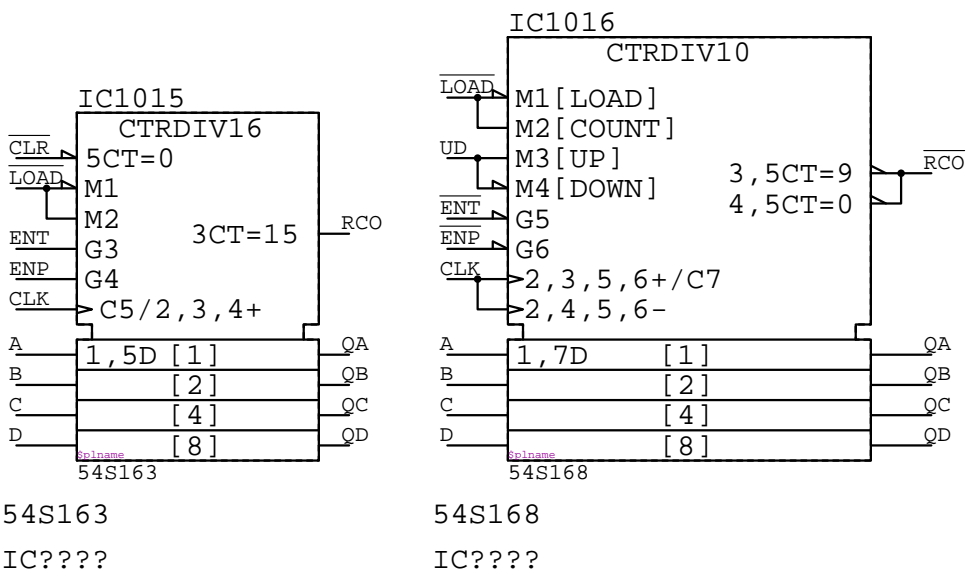 IC1015
CTRDIV16
CLR
5CT=0
LOAD
M1
M2
3CT=15
RCO
ENT
G3
ENP
G4
CLK
C5/2,3,4+
A
1,5D [1]
QA
B
[2]
QB
C
[4]
QC
D
[8]
QD
$plname
54S163
54S163
IC????
IC1016
CTRDIV10
LOAD
M1[LOAD]
M2[COUNT]
UD
M3[UP]
3,5CT=9
RCO
M4[DOWN]
4,5CT=0
ENT
G5
ENP
G6
CLK
2,3,5,6+/C7
2,4,5,6-
A
1,7D [1]
QA
B
[2]
QB
C
[4]
QC
D
[8]
QD
$plname
54S168
54S168
IC????